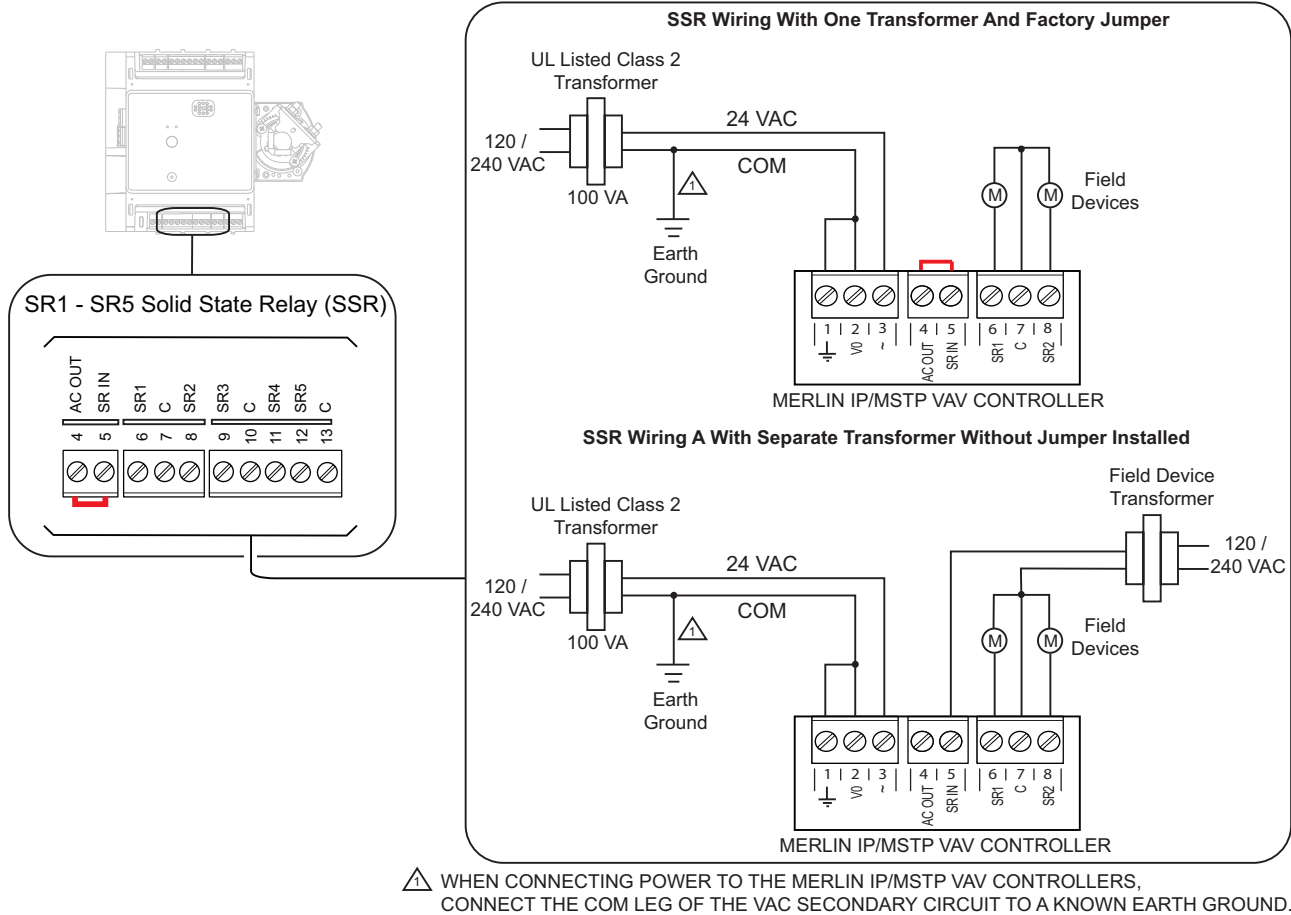 SSR Wiring With One Transformer And Factory Jumper
UL Listed Class 2
Transformer
120 /
240 VAC
100 VA
24 VAC
COM
1
Earth
Ground
M
M
Field
Devices
1 2 3 4 5 6 7 8
V0 ~ AC OUT SR IN SR1 C SR2
MERLIN IP/MSTP VAV CONTROLLER
SR1 - SR5 Solid State Relay (SSR)
AC OUT SR IN SR1 C SR2 SR3 C SR4 SR5 C
4 5 6 7 8 9 10 11 12 13
SSR Wiring A With Separate Transformer Without Jumper Installed
UL Listed Class 2
Transformer
120 /
240 VAC
100 VA
24 VAC
COM
1
Earth
Ground
Field Device
Transformer
120 /
240 VAC
M
M
Field
Devices
1 2 3 4 5 6 7 8
V0 ~ AC OUT SR IN SR1 C SR2
MERLIN IP/MSTP VAV CONTROLLER
1 WHEN CONNECTING POWER TO THE MERLIN IP/MSTP VAV CONTROLLERS,
CONNECT THE COM LEG OF THE VAC SECONDARY CIRCUIT TO A KNOWN EARTH GROUND.